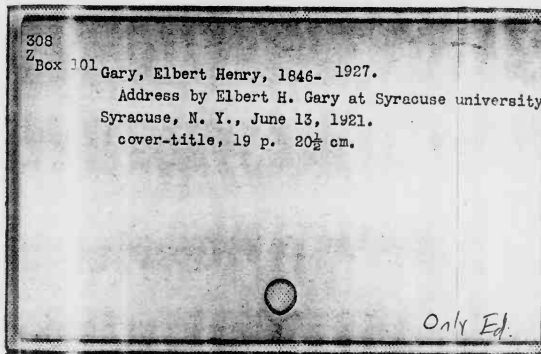 308
Z
Box 101 Gary, Elbert Henry, 1846- 1927.
Address by Elbert H. Gary at Syracuse university
Syracuse, N. Y., June 13, 1921.
cover-title, 19 p. 20½ cm.
Only Ed.